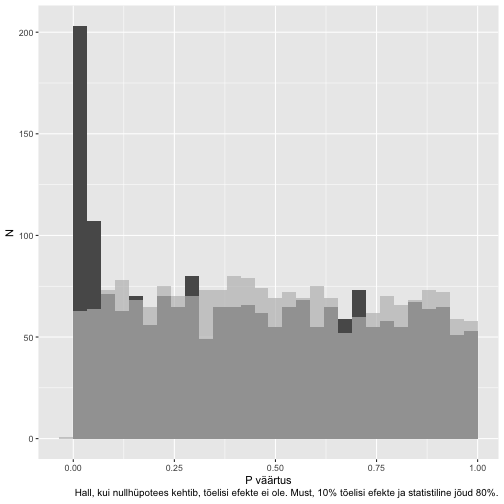 200
150
100
50
0
N
0.00 0.25 0.50 0.75 1.00
P väärtus
Hall, kui nullhüpotees kehtib, tõelisi efekte ei ole. Must, 10% tõelisi efekte ja statistiline jõud 80%.